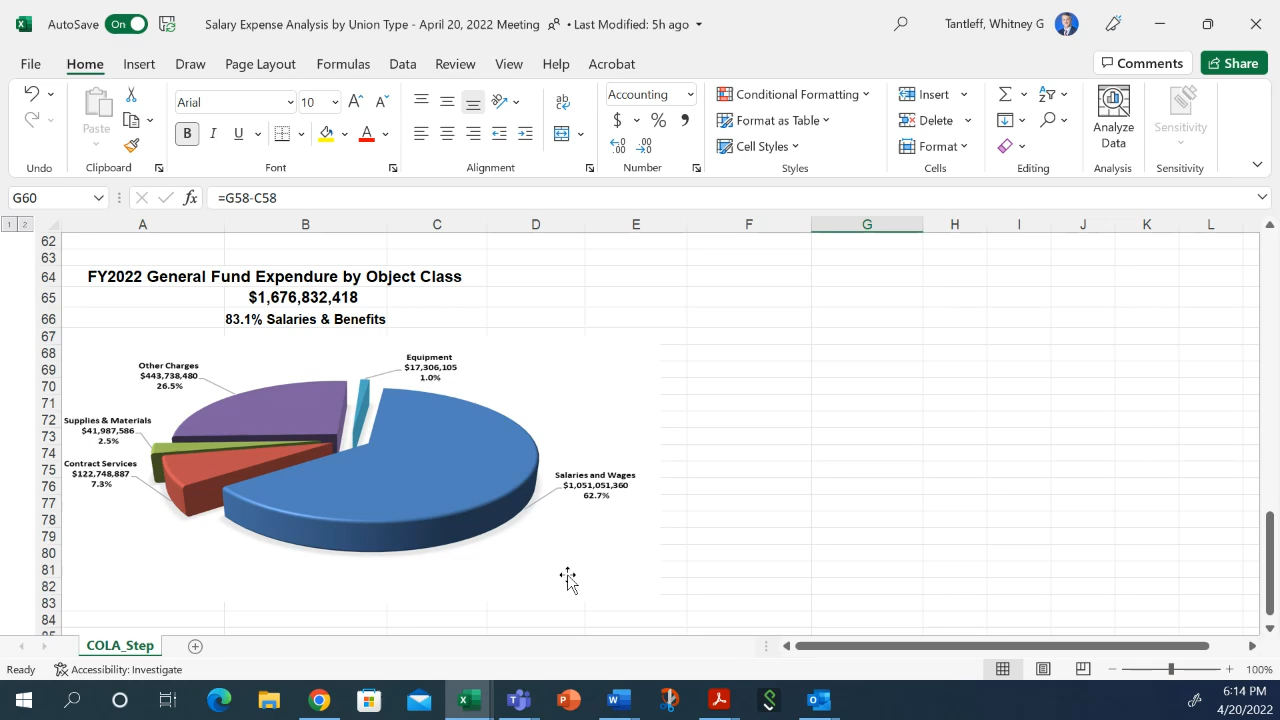 AutoSave On Salary Expense Analysis by Union Type - April 20, 2022 Meeting • Last Modified: 5h ago Tantleff, Whitney G
File Home Insert Draw Page Layout Formulas Data Review View Help Acrobat Comments Share
Paste
Arial 10
B I U A
Accounting
$ % 9
Conditional Formatting
Format as Table
Cell Styles
Insert
Delete
Format
Analyze Data
Sensitivity
Undo Clipboard Font Alignment Number Styles Cells Editing Analysis Sensitivity
G60 fx =G58-C58
1 2 A B C D E F G H I J K L
62
63
64 FY2022 General Fund Expendure by Object Class
65 $1,676,832,418
66 83.1% Salaries & Benefits
67
68
69
70
71
72
73
74
75
76
77
78
79
80
81
82
83
84
85
Equipment
$17,306,105
1.0%
Other Charges
$443,738,480
26.5%
Supplies & Materials
$41,987,586
2.5%
Contract Services
$122,748,887
7.3%
Salaries and Wages
$1,051,051,360
62.7%
COLA_Step
Ready Accessibility: Investigate 100%
6:14 PM
4/20/2022